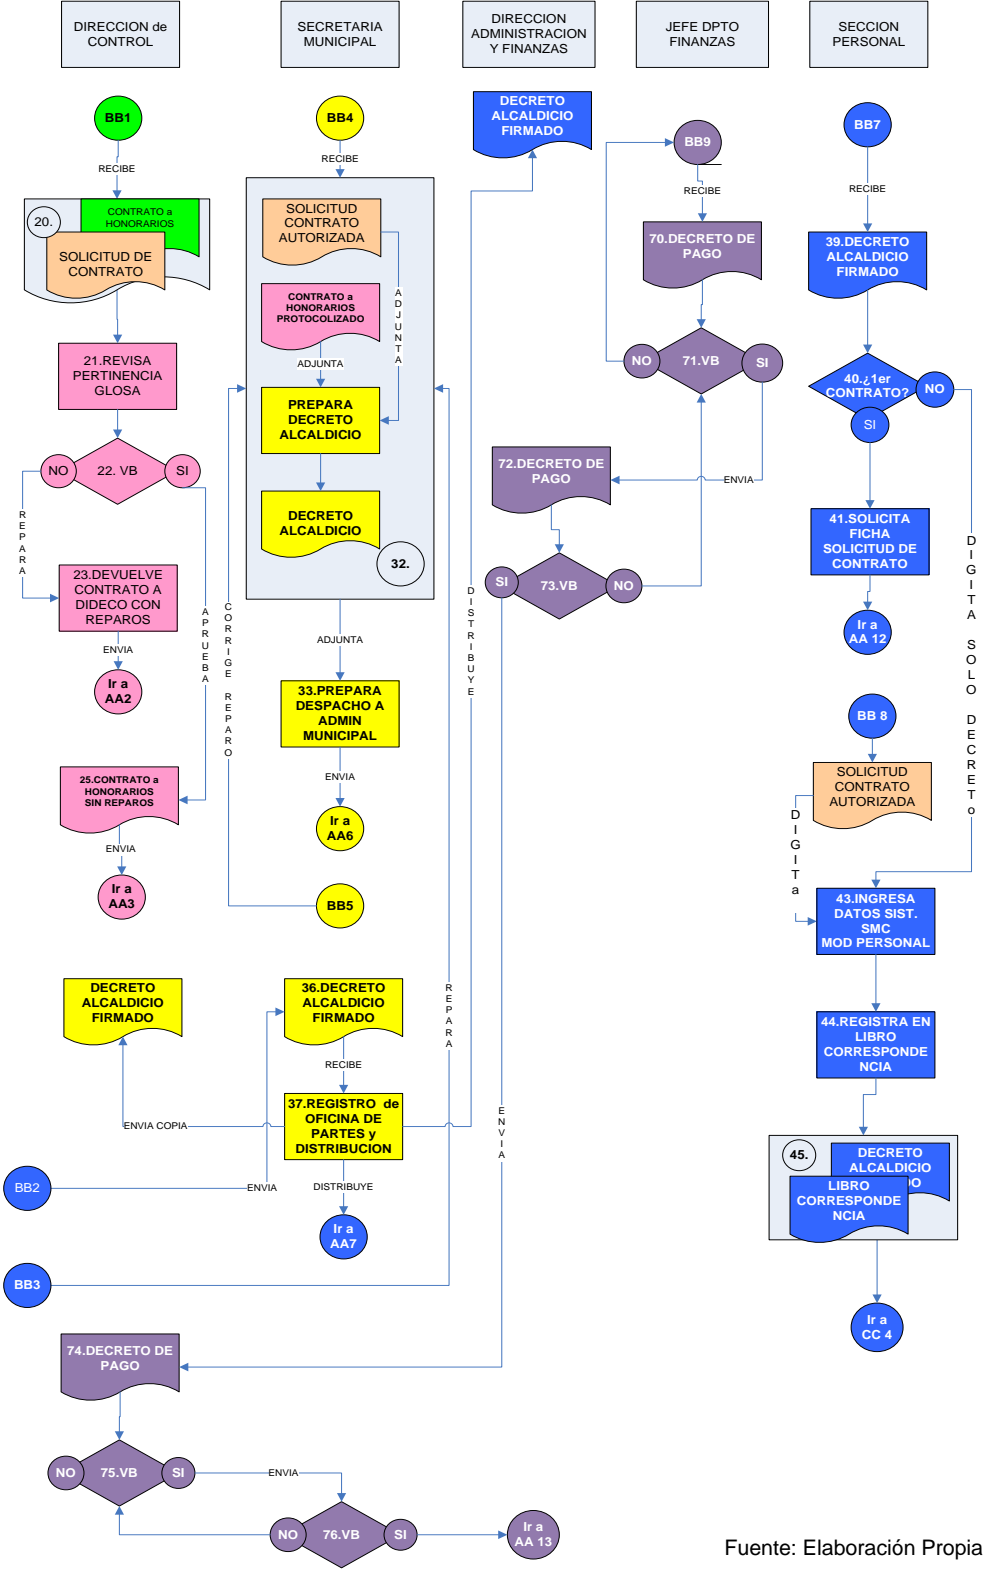 DIRECCION de
CONTROL
SECRETARIA
MUNICIPAL
DIRECCION
ADMINISTRACION
Y FINANZAS
JEFE DPTO
FINANZAS
SECCION
PERSONAL
BB1
RECIBE
20.
CONTRATO a
HONORARIOS
SOLICITUD DE
CONTRATO
21.REVISA
PERTINENCIA
GLOSA
NO
22. VB
SI
REPARA
APRUEBA
23.DEVUELVE
CONTRATO A
DIDECO CON
REPAROS
ENVIA
Ir a
AA2
25.CONTRATO a
HONORARIOS
SIN REPAROS
ENVIA
Ir a
AA3
BB4
RECIBE
SOLICITUD
CONTRATO
AUTORIZADA
ADJUNTA
CONTRATO a
HONORARIOS
PROTOCOLIZADO
ADJUNTA
PREPARA
DECRETO
ALCALDICIO
DECRETO
ALCALDICIO
32.
CORRIGE REPARO
ADJUNTA
33.PREPARA
DESPACHO A
ADMIN
MUNICIPAL
ENVIA
Ir a
AA6
BB5
DECRETO
ALCALDICIO
FIRMADO
36.DECRETO
ALCALDICIO
FIRMADO
RECIBE
REPARA
ENVIA COPIA
37.REGISTRO de
OFICINA DE
PARTES y
DISTRIBUCION
BB2
ENVIA
DISTRIBUYE
Ir a
AA7
BB3
DECRETO
ALCALDICIO
FIRMADO
DISTRIBUYE
BB9
RECIBE
70.DECRETO DE
PAGO
NO
71.VB
SI
72.DECRETO DE
PAGO
ENVIA
SI
73.VB
NO
ENVIA
BB7
RECIBE
39.DECRETO
ALCALDICIO
FIRMADO
40.¿1er
CONTRATO?
NO
SI
41.SOLICITA
FICHA
SOLICITUD DE
CONTRATO
Ir a
AA 12
DIGITA SOLO DECRETo
BB 8
SOLICITUD
CONTRATO
AUTORIZADA
DIGITa
43.INGRESA
DATOS SIST.
SMC
MOD PERSONAL
44.REGISTRA EN
LIBRO
CORRESPONDE
NCIA
45.
DECRETO
ALCALDICIO
DO
LIBRO
CORRESPONDE
NCIA
Ir a
CC 4
74.DECRETO DE
PAGO
NO
75.VB
SI
ENVIA
NO
76.VB
SI
Ir a
AA 13
Fuente: Elaboración Propia